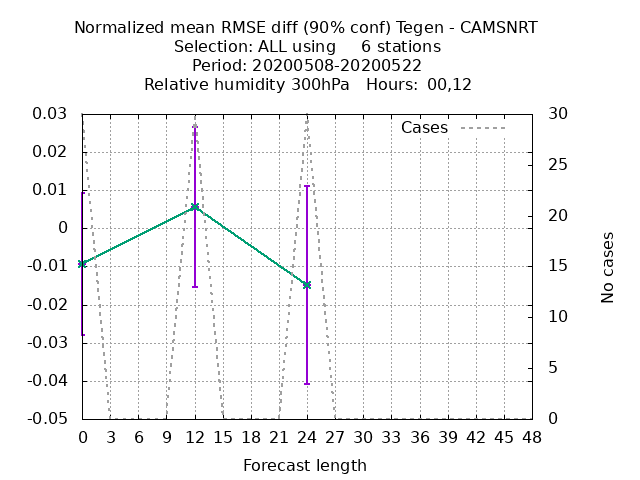 Normalized mean RMSE diff (90% conf) Tegen - CAMSNRT
Selection: ALL using     6 stations
Period: 20200508-20200522
Relative humidity 300hPa   Hours:  00,12
Cases
0.03
0.02
0.01
0
-0.01
-0.02
-0.03
-0.04
-0.05
30
25
20
15
10
5
0
No cases
0 3 6 9 12 15 18 21 24 27 30 33 36 39 42 45 48
Forecast length